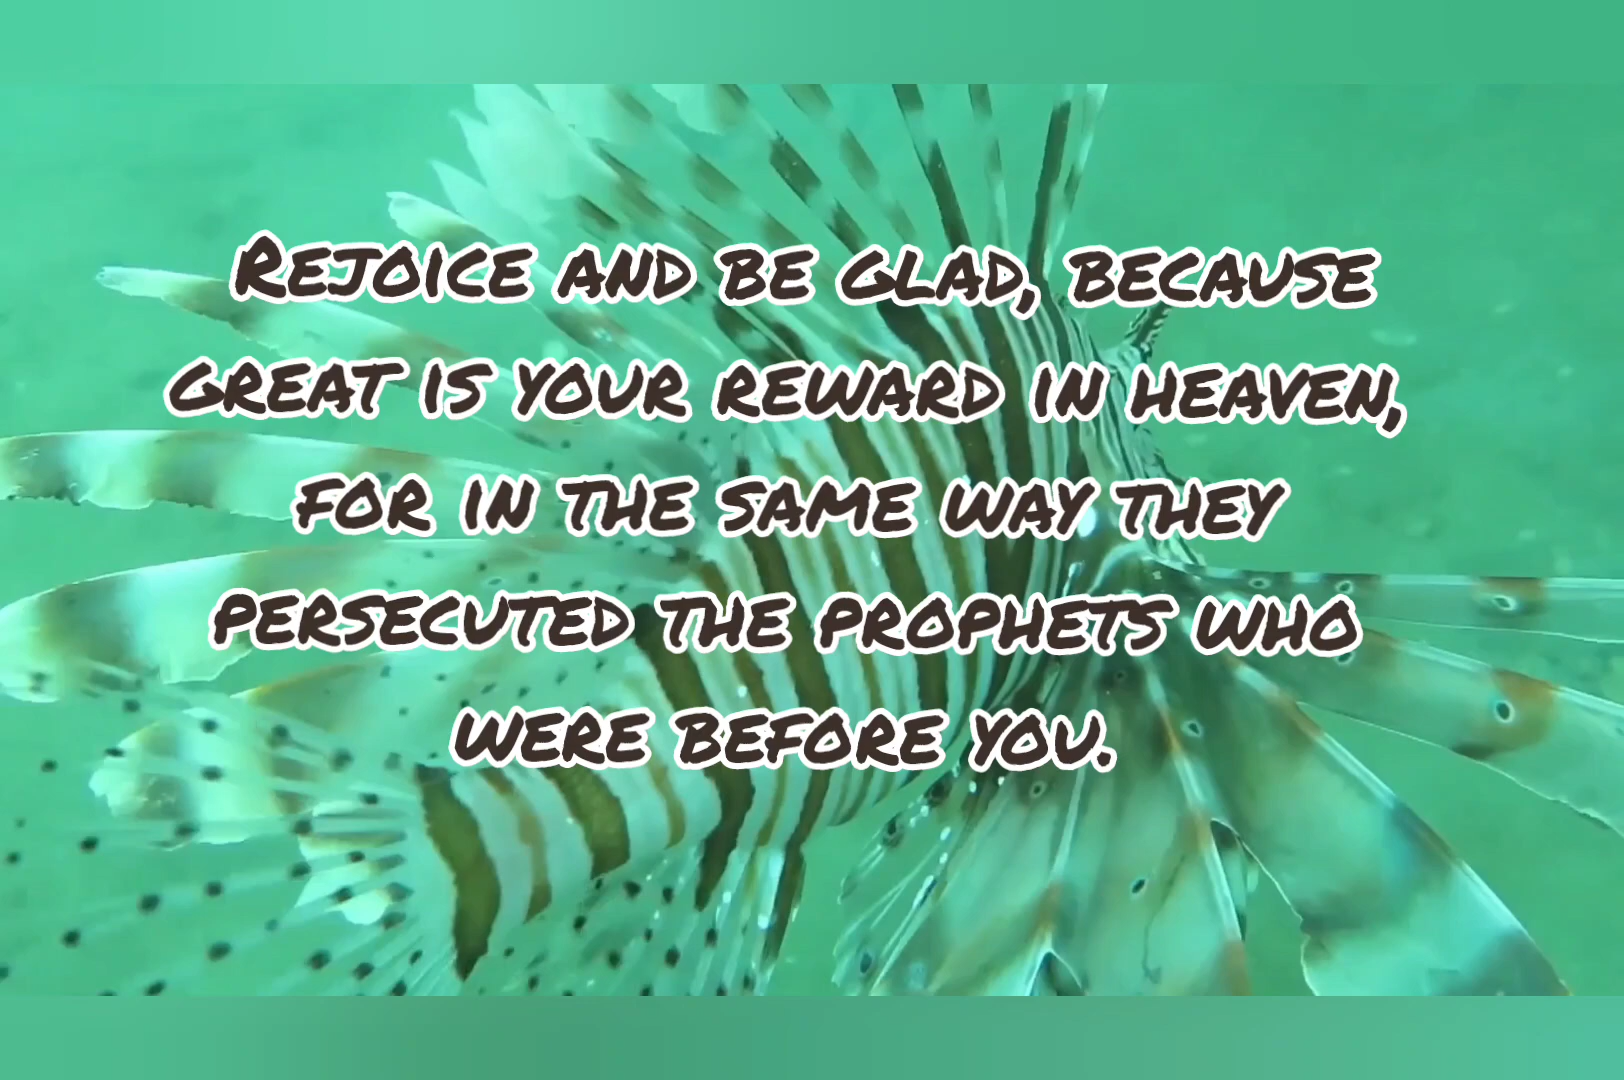 Rejoice and be glad, because
great is your reward in heaven,
for in the same way they
persecuted the prophets who
were before you.